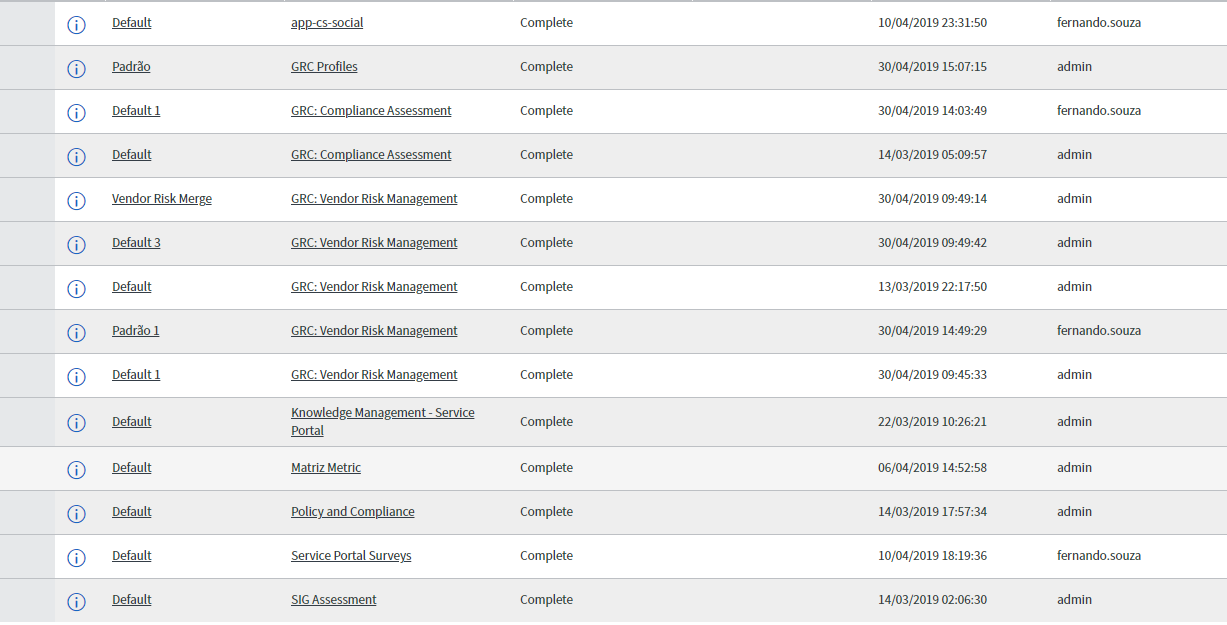 Default app-cs-social Complete 10/04/2019 23:31:50 fernando.souza
Padrão GRC Profiles Complete 30/04/2019 15:07:15 admin
Default 1 GRC: Compliance Assessment Complete 30/04/2019 14:03:49 fernando.souza
Default GRC: Compliance Assessment Complete 14/03/2019 05:09:57 admin
Vendor Risk Merge GRC: Vendor Risk Management Complete 30/04/2019 09:49:14 admin
Default 3 GRC: Vendor Risk Management Complete 30/04/2019 09:49:42 admin
Default GRC: Vendor Risk Management Complete 13/03/2019 22:17:50 admin
Padrão 1 GRC: Vendor Risk Management Complete 30/04/2019 14:49:29 fernando.souza
Default 1 GRC: Vendor Risk Management Complete 30/04/2019 09:45:33 admin
Default Knowledge Management - Service Complete 22/03/2019 10:26:21 admin
Portal
Default Matriz Metric Complete 06/04/2019 14:52:58 admin
Default Policy and Compliance Complete 14/03/2019 17:57:34 admin
Default Service Portal Surveys Complete 10/04/2019 18:19:36 fernando.souza
Default SIG Assessment Complete 14/03/2019 02:06:30 admin